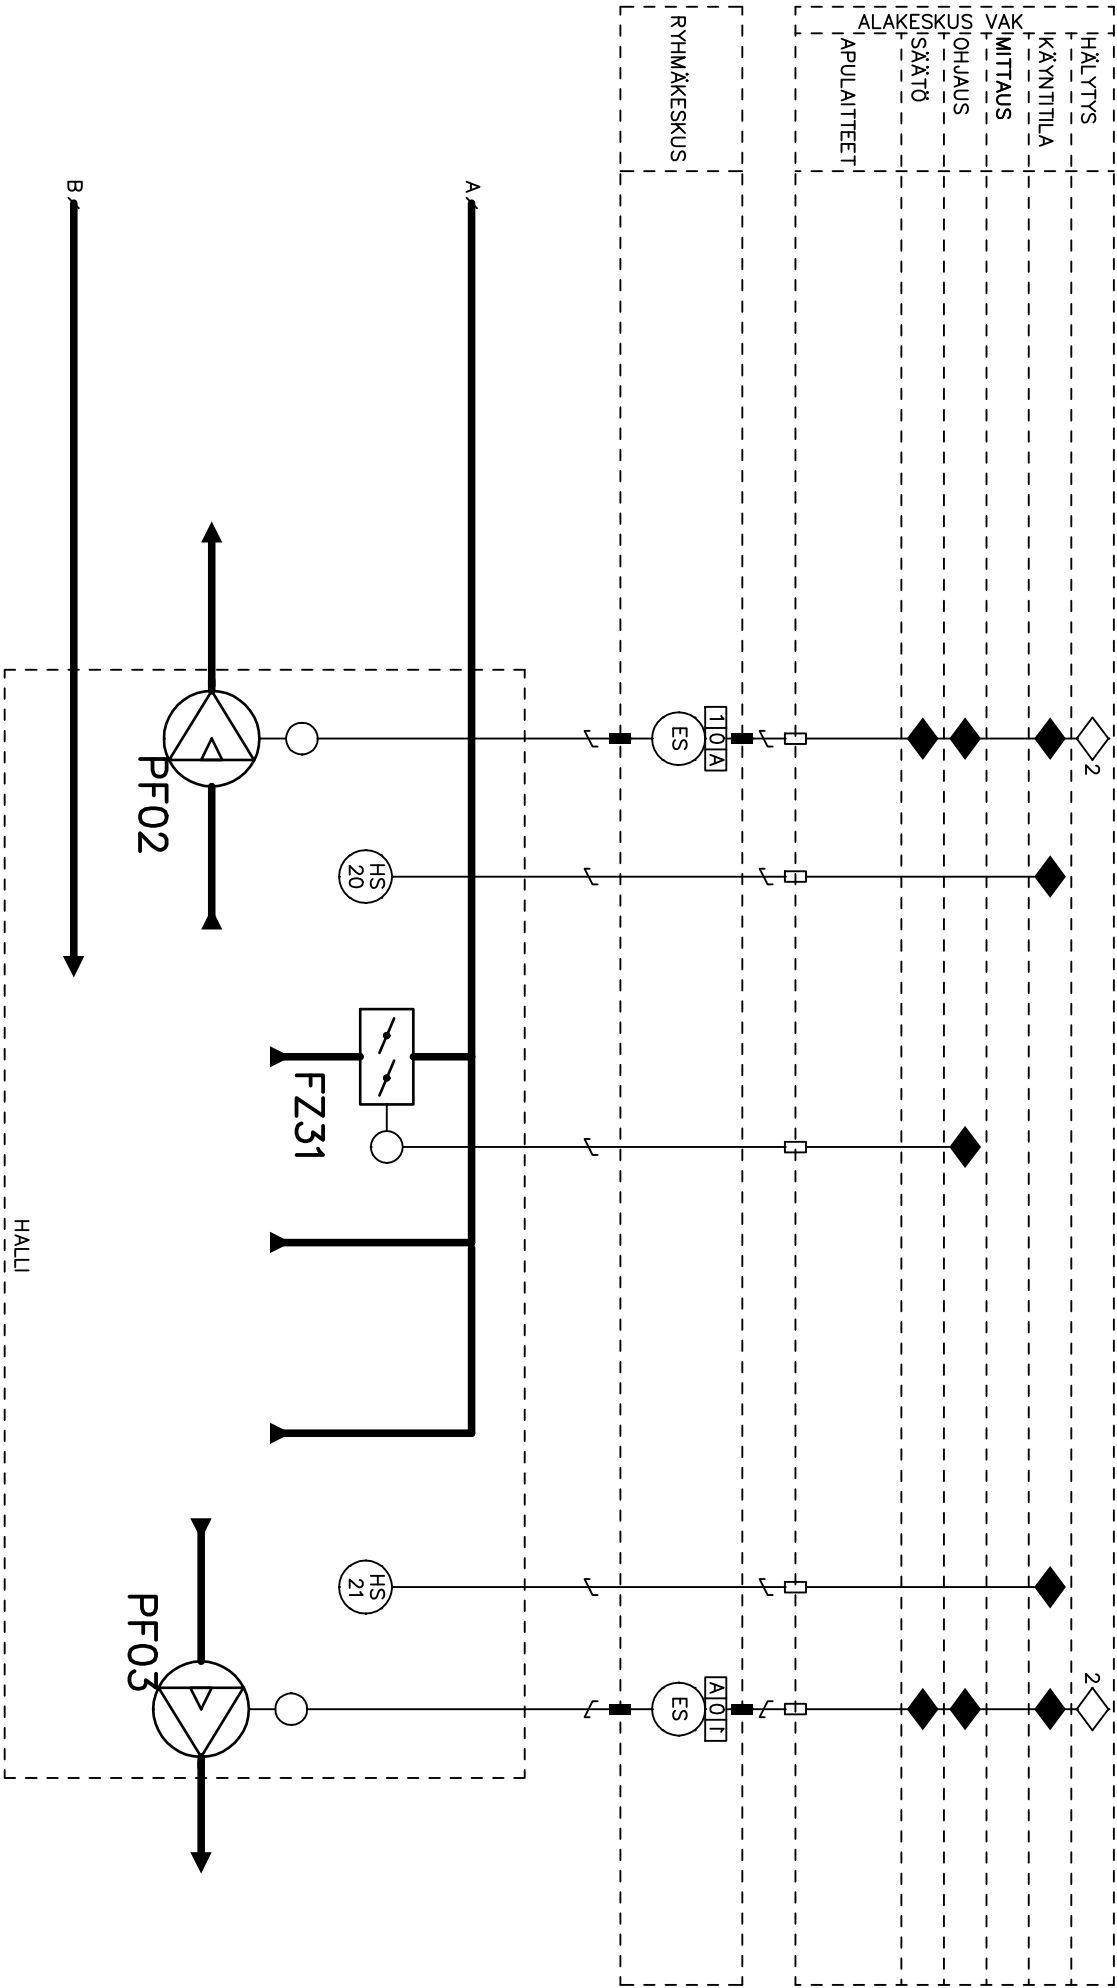 ALAKESKUS VAK
HÄLYTYS
KÄYNTITILA
MITTAUS
OHJAUS
SÄÄTÖ
APULAITTEET
RYHMÄKESKUS
2
2
1 0 A
ES
A 0 1
ES
A
HS
20
HS
21
FZ31
PF02
PF03
B
HALLI